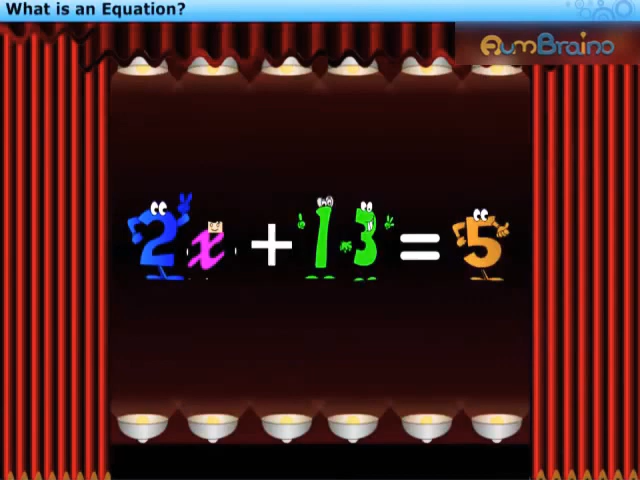 What is an Equation?
AumBraino
2x + 13 = 5